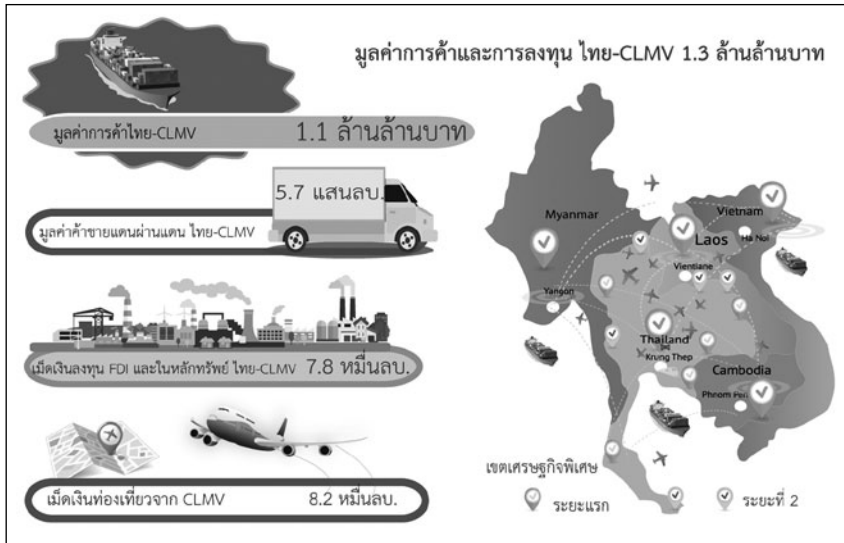 มูลค่าการค้าและการลงทุน ไทย-CLMV 1.3 ล้านล้านบาท
มูลค่าการค้าไทย-CLMV 1.1 ล้านล้านบาท
5.7 แสนลบ.
มูลค่าค้าชายแดนผ่านแดน ไทย-CLMV
เม็ดเงินลงทุน FDI และในหลักทรัพย์ ไทย-CLMV 7.8 หมื่นลบ.
เม็ดเงินท่องเที่ยวจาก CLMV 8.2 หมื่นลบ.
Myanmar
Vietnam
Laos
Ha Noi
Vientiane
Yangon
Thailand
Krung Thep
Cambodia
Phnom Pen
เขตเศรษฐกิจพิเศษ
ระยะแรก
ระยะที่ 2